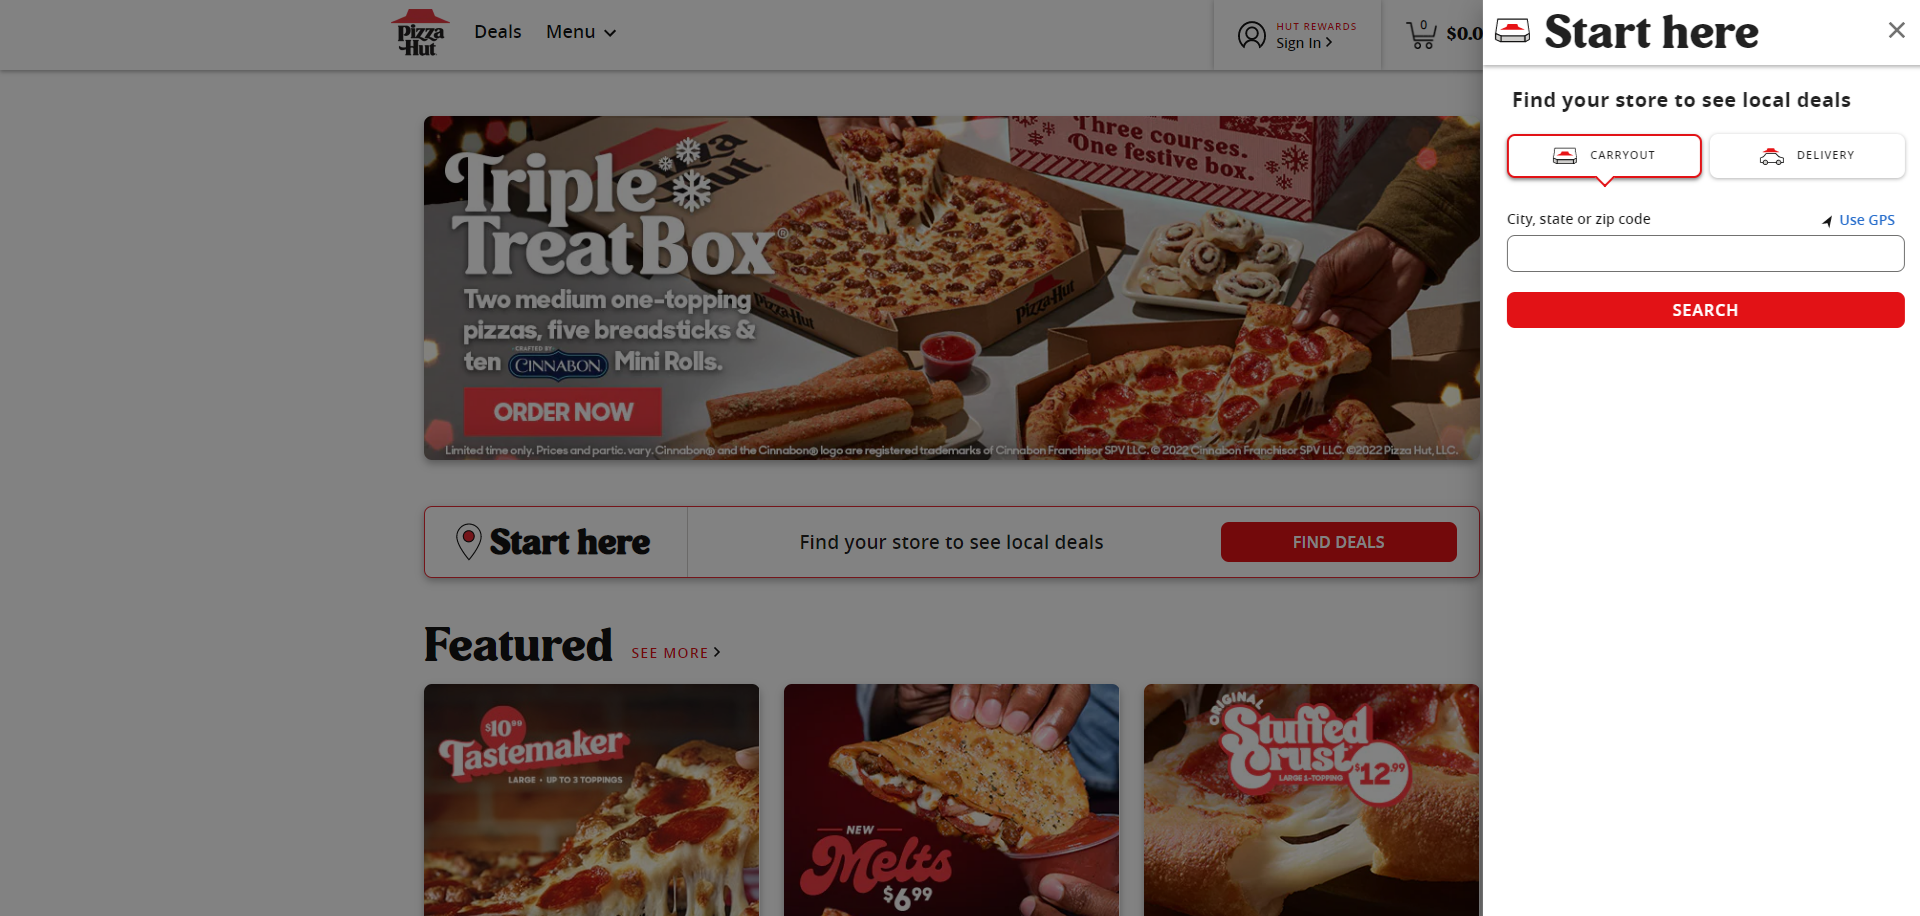 Pizza Hut
Deals
Menu
HUT REWARDS
Sign In
0
$0.0
Start here
Find your store to see local deals
CARRYOUT
DELIVERY
City, state or zip code
Use GPS
SEARCH
Triple
Treat Box®
Two medium one-topping
pizzas, five breadsticks &
ten CRAFTED BY CINNABON Mini Rolls.
ORDER NOW
Three courses.
One festive box.
Pizza Hut
Pizza Hut
Limited time only. Prices and partic. vary. Cinnabon® and the Cinnabon® logo are registered trademarks of Cinnabon Franchisor SPV LLC. © 2022 Cinnabon Franchisor SPV LLC. ©2022 Pizza Hut, LLC.
Start here
Find your store to see local deals
FIND DEALS
Featured
SEE MORE
$10.99
Tastemaker
LARGE • UP TO 3 TOPPINGS
NEW
Melts
$6.99
ORIGINAL
Stuffed
Crust
LARGE 1-TOPPING
$12.99